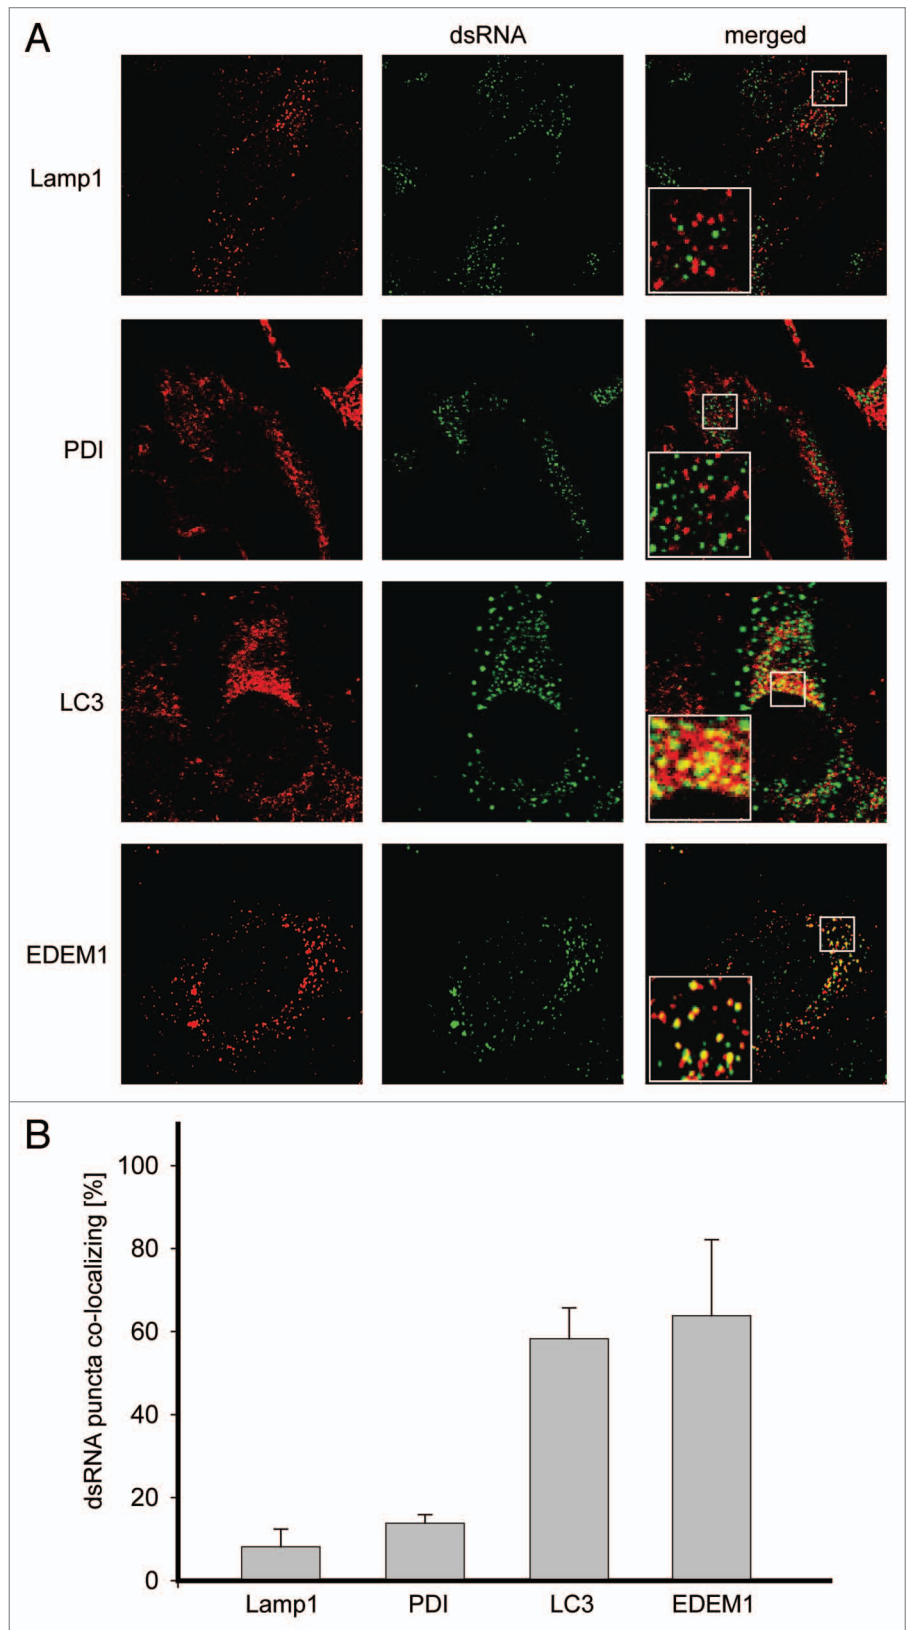 A
dsRNA
merged
Lamp1
PDI
LC3
EDEM1
B
dsRNA puncta co-localizing [%]
100
80
60
40
20
0
Lamp1
PDI
LC3
EDEM1